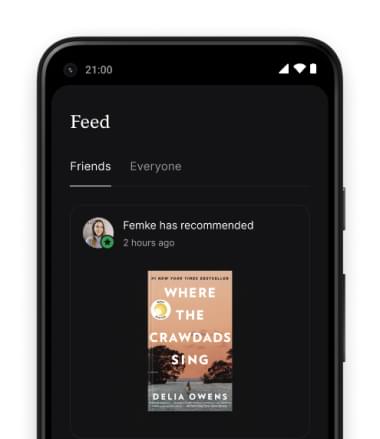 21:00
Feed
Friends Everyone
Femke has recommended
2 hours ago
#1 NEW YORK TIMES BESTSELLER
WHERE
THE
CRAWDADS
SING
DELIA OWENS